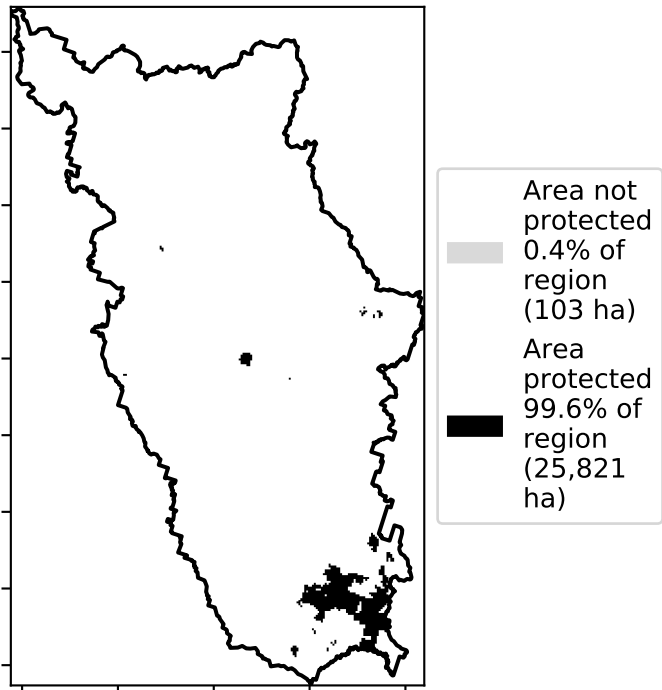 Area not
protected
0.4% of
region
(103 ha)
Area
protected
99.6% of
region
(25,821
ha)